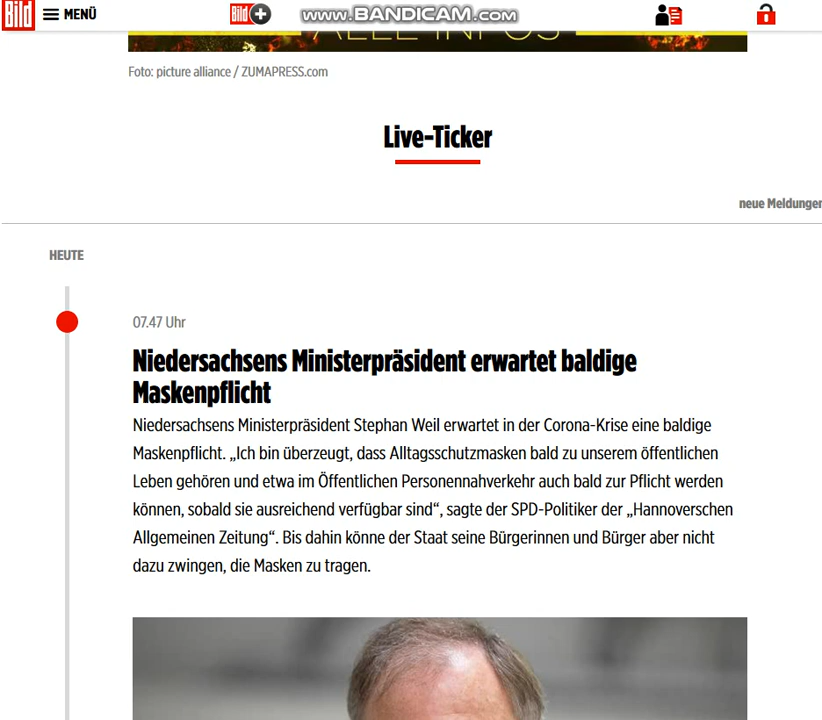 Bild MENÜ Bild+ www.BANDICAM.com
ALLE INFOS
Foto: picture alliance / ZUMAPRESS.com
Live-Ticker
neue Meldungen
HEUTE
07.47 Uhr
Niedersachsens Ministerpräsident erwartet baldige
Maskenpflicht
Niedersachsens Ministerpräsident Stephan Weil erwartet in der Corona-Krise eine baldige
Maskenpflicht. „Ich bin überzeugt, dass Alltagsschutzmasken bald zu unserem öffentlichen
Leben gehören und etwa im Öffentlichen Personennahverkehr auch bald zur Pflicht werden
können, sobald sie ausreichend verfügbar sind“, sagte der SPD-Politiker der „Hannoverschen
Allgemeinen Zeitung“. Bis dahin könne der Staat seine Bürgerinnen und Bürger aber nicht
dazu zwingen, die Masken zu tragen.